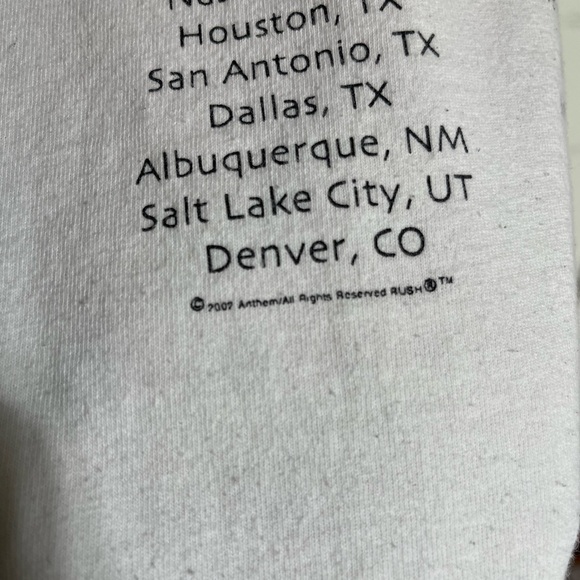 Houston, TX
San Antonio, TX
Dallas, TX
Albuquerque, NM
Salt Lake City, UT
Denver, CO
© 2002 Anthem/All Rights Reserved RUSH®™